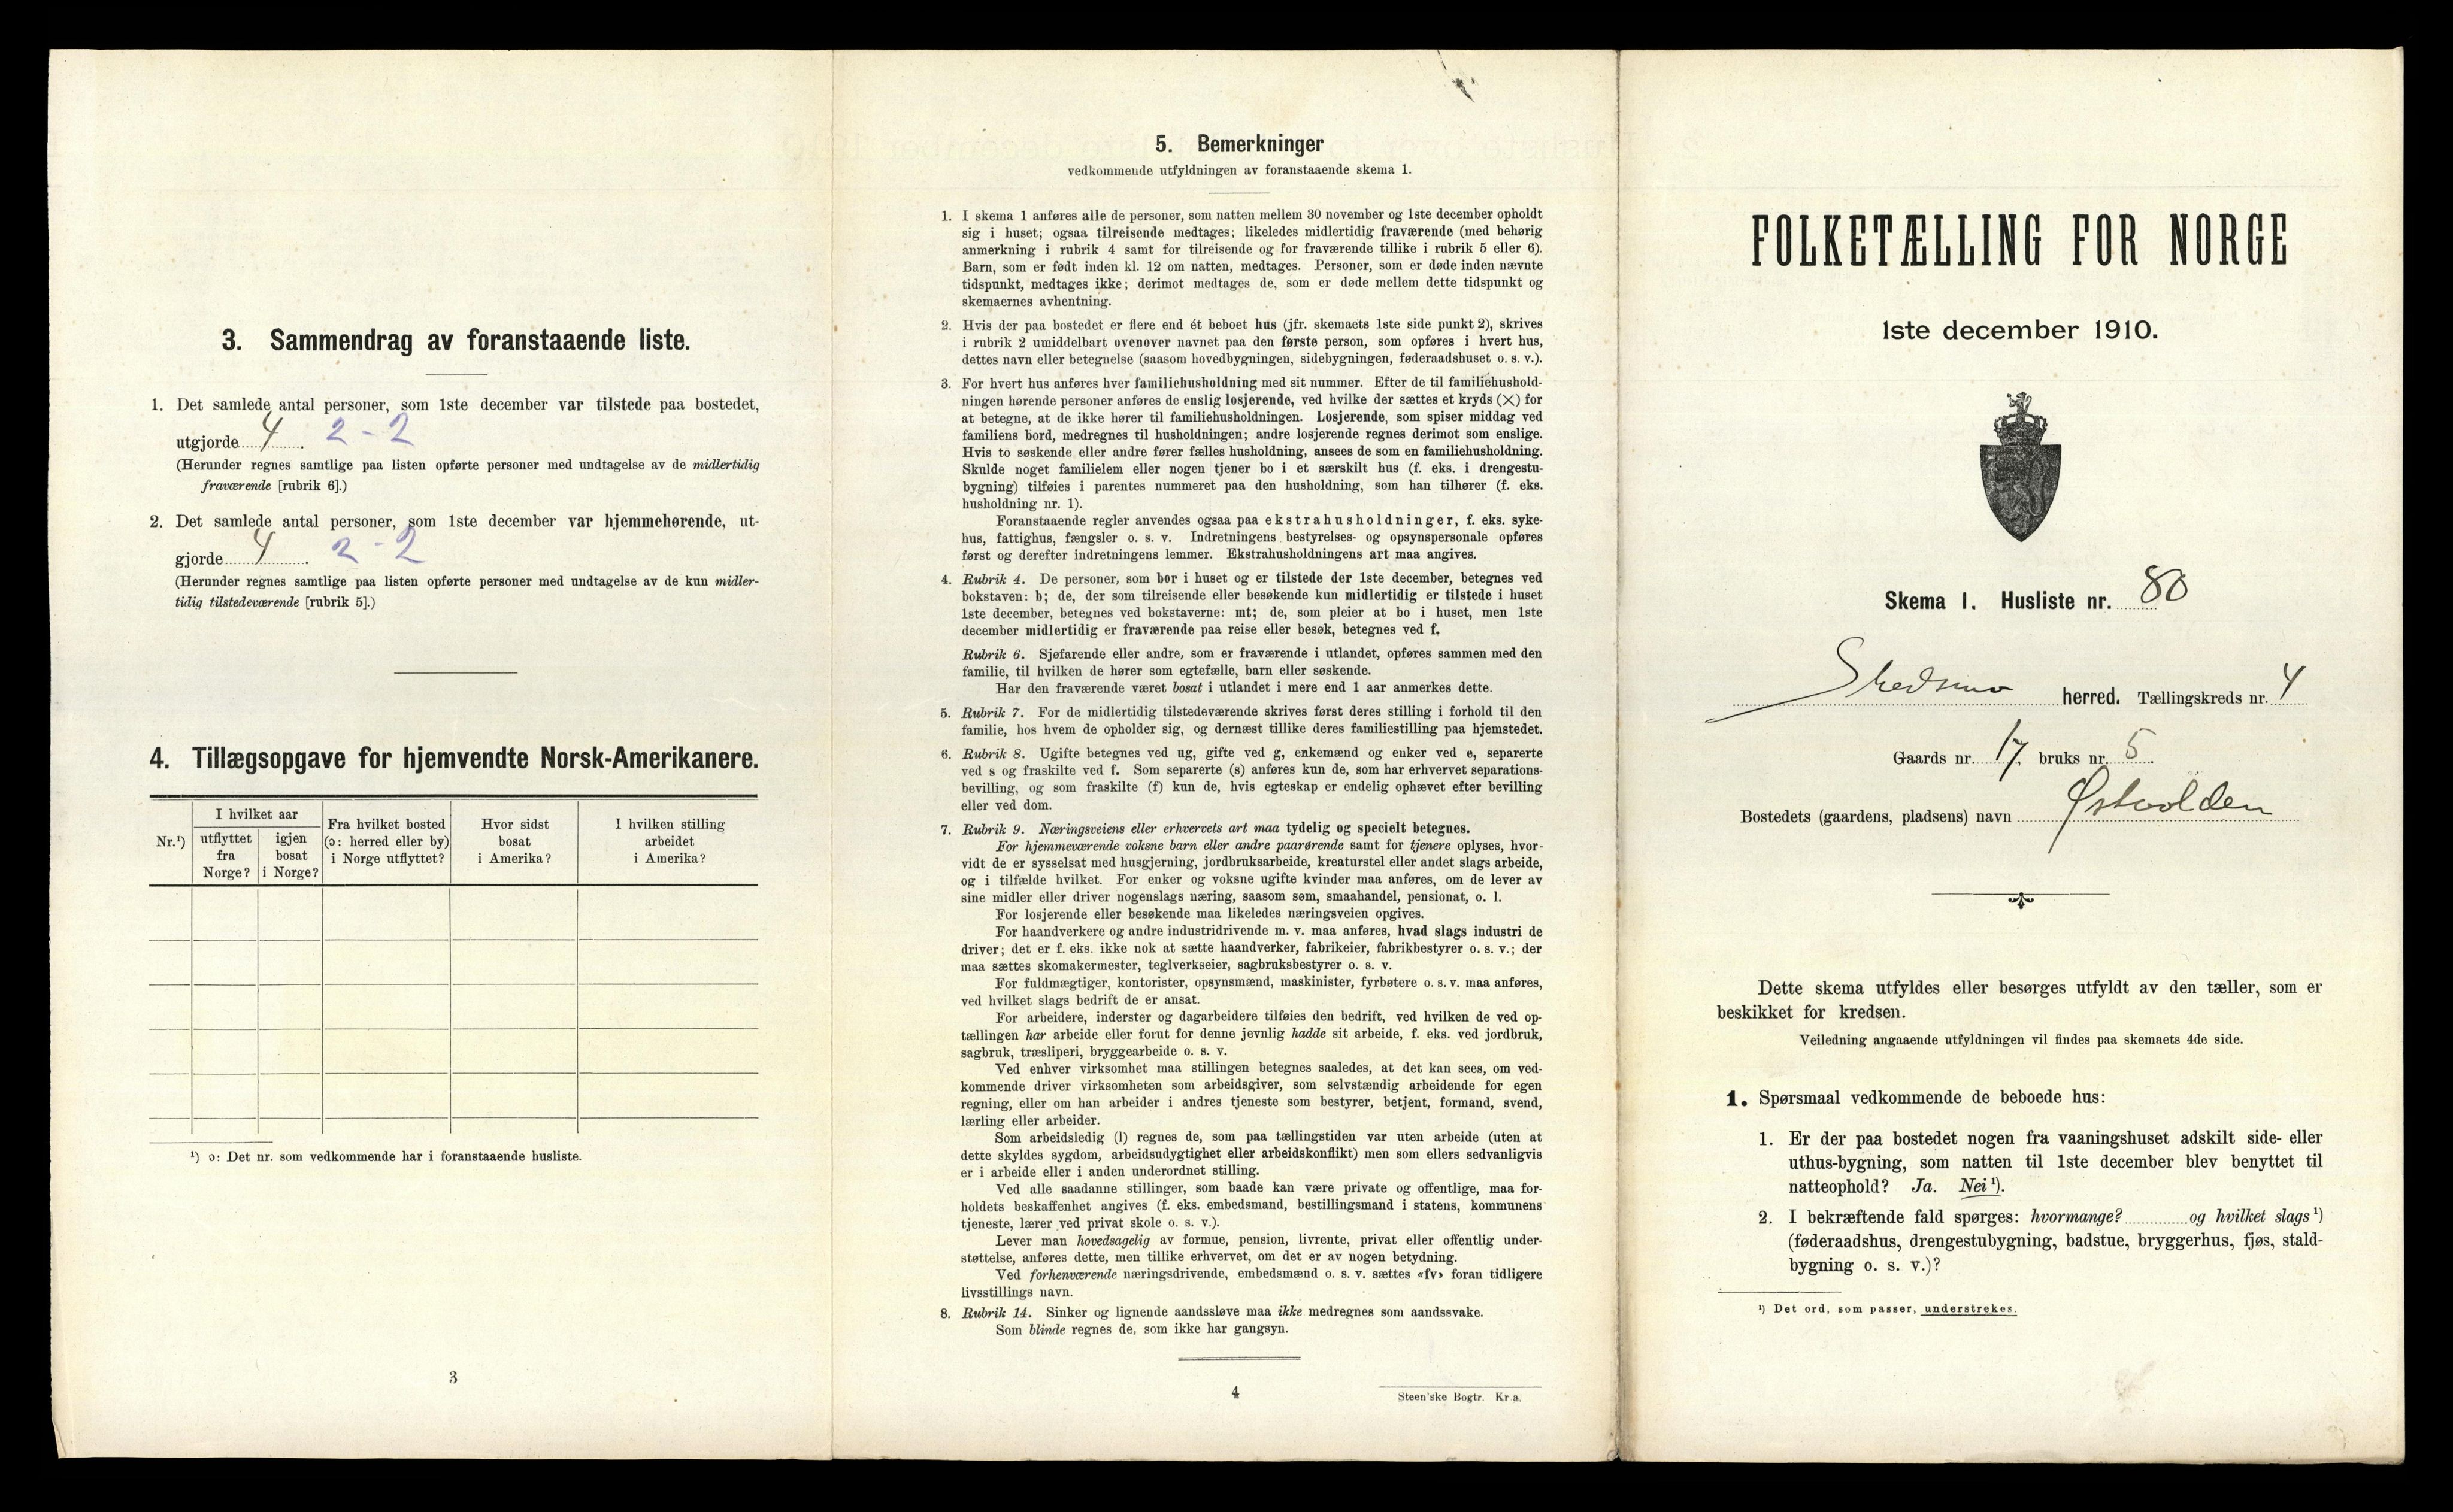 3. Sammendrag av foranstaaende liste.
1. Det samlede antal personer, som 1ste december var tilstede paa bostedet,
utgjorde 4. 2 - 2
(Herunder regnes samtlige paa listen opførte personer med undtagelse av de midlertidig
fraværende [rubrik 6].)
2. Det samlede antal personer, som 1ste december var hjemmehørende, ut-
gjorde 4. 2 - 2
(Herunder regnes samtlige paa listen opførte personer med undtagelse av de kun midler-
tidig tilstedeværende [rubrik 5].)
4. Tillægsopgave for hjemvendte Norsk-Amerikanere.
Nr.¹)
I hvilket aar
utflyttet
fra
Norge?
igjen
bosat
i Norge?
Fra hvilket bosted
(ɔ: herred eller by)
i Norge utflyttet?
Hvor sidst
bosat
i Amerika?
I hvilken stilling
arbeidet
i Amerika?
¹) ɔ: Det nr. som vedkommende har i foranstaaende husliste.
3
5. Bemerkninger
vedkommende utfyldningen av foranstaaende skema 1.
1. I skema 1 anføres alle de personer, som natten mellem 30 november og 1ste december opholdt
sig i huset; ogsaa tilreisende medtages; likeledes midlertidig fraværende (med behørig
anmerkning i rubrik 4 samt for tilreisende og for fraværende tillike i rubrik 5 eller 6).
Barn, som er født inden kl. 12 om natten, medtages. Personer, som er døde inden nævnte
tidspunkt, medtages ikke; derimot medtages de, som er døde mellem dette tidspunkt og
skemaernes avhentning.
2. Hvis der paa bostedet er flere end ét beboet hus (jfr. skemaets 1ste side punkt 2), skrives
i rubrik 2 umiddelbart ovenover navnet paa den første person, som opføres i hvert hus,
dettes navn eller betegnelse (saasom hovedbygningen, sidebygningen, føderaadshuset o. s. v.).
3. For hvert hus anføres hver familiehusholdning med sit nummer. Efter de til familiehushold-
ningen hørende personer anføres de enslig losjerende, ved hvilke der sættes et kryds (×) for
at betegne, at de ikke hører til familiehusholdningen. Losjerende, som spiser middag ved
familiens bord, medregnes til husholdningen; andre losjerende regnes derimot som enslige.
Hvis to søskende eller andre fører fælles husholdning, ansees de som en familiehusholdning.
Skulde noget familielem eller nogen tjener bo i et særskilt hus (f. eks. i drengestu-
bygning) tilføies i parentes nummeret paa den husholdning, som han tilhører (f. eks.
husholdning nr. 1).
Foranstaaende regler anvendes ogsaa paa ekstrahusholdninger, f. eks. syke-
hus, fattighus, fængsler o. s. v. Indretningens bestyrelses- og opsynspersonale opføres
først og derefter indretningens lemmer. Ekstrahusholdningens art maa angives.
4. Rubrik 4. De personer, som bor i huset og er tilstede der 1ste december, betegnes ved
bokstaven: b; de, der som tilreisende eller besøkende kun midlertidig er tilstede i huset
1ste december, betegnes ved bokstaverne: mt; de, som pleier at bo i huset, men 1ste
december midlertidig er fraværende paa reise eller besøk, betegnes ved f.
Rubrik 6. Sjøfarende eller andre, som er fraværende i utlandet, opføres sammen med den
familie, til hvilken de hører som egtefælle, barn eller søskende.
Har den fraværende været bosat i utlandet i mere end 1 aar anmerkes dette.
5. Rubrik 7. For de midlertidig tilstedeværende skrives først deres stilling i forhold til den
familie, hos hvem de opholder sig, og dernæst tillike deres familiestilling paa hjemstedet.
6. Rubrik 8. Ugifte betegnes ved ug, gifte ved g, enkemænd og enker ved e, separerte
ved s og fraskilte ved f. Som separerte (s) anføres kun de, som har erhvervet separations-
bevilling, og som fraskilte (f) kun de, hvis egteskap er endelig ophævet efter bevilling
eller ved dom.
7. Rubrik 9. Næringsveiens eller erhvervets art maa tydelig og specielt betegnes.
For hjemmeværende voksne barn eller andre paarørende samt for tjenere oplyses, hvor-
vidt de er sysselsat med husgjerning, jordbruksarbeide, kreaturstel eller andet slags arbeide,
og i tilfælde hvilket. For enker og voksne ugifte kvinder maa anføres, om de lever av
sine midler eller driver nogenslags næring, saasom søm, smaahandel, pensionat, o. l.
For losjerende eller besøkende maa likeledes næringsveien opgives.
For haandverkere og andre industridrivende m. v. maa anføres, hvad slags industri de
driver; det er f. eks. ikke nok at sætte haandverker, fabrikeier, fabrikbestyrer o. s. v.; der
maa sættes skomakermester, teglverkseier, sagbruksbestyrer o. s. v.
For fuldmægtiger, kontorister, opsynsmænd, maskinister, fyrbøtere o. s. v. maa anføres,
ved hvilket slags bedrift de er ansat.
For arbeidere, inderster og dagarbeidere tilføies den bedrift, ved hvilken de ved op-
tællingen har arbeide eller forut for denne jevnlig hadde sit arbeide, f. eks. ved jordbruk,
sagbruk, træsliperi, bryggearbeide o. s. v.
Ved enhver virksomhet maa stillingen betegnes saaledes, at det kan sees, om ved-
kommende driver virksomheten som arbeidsgiver, som selvstændig arbeidende for egen
regning, eller om han arbeider i andres tjeneste som bestyrer, betjent, formand, svend,
lærling eller arbeider.
Som arbeidsledig (l) regnes de, som paa tællingstiden var uten arbeide (uten at
dette skyldes sygdom, arbeidsudygtighet eller arbeidskonflikt) men som ellers sedvanligvis
er i arbeide eller i anden underordnet stilling.
Ved alle saadanne stillinger, som baade kan være private og offentlige, maa for-
holdets beskaffenhet angives (f. eks. embedsmand, bestillingsmand i statens, kommunens
tjeneste, lærer ved privat skole o. s. v.).
Lever man hovedsagelig av formue, pension, livrente, privat eller offentlig under-
støttelse, anføres dette, men tillike erhvervet, om det er av nogen betydning.
Ved forhenværende næringsdrivende, embedsmænd o. s. v. sættes «fv» foran tidligere
livsstillings navn.
8. Rubrik 14. Sinker og lignende aandssløve maa ikke medregnes som aandssvake.
Som blinde regnes de, som ikke har gangsyn.
4
Steen'ske Bogtr. Kr a.
FOLKETÆLLING FOR NORGE
1ste december 1910.
Skema 1. Husliste nr. 80
Skedsmo herred. Tællingskreds nr. 4
Gaards nr. 17, bruks nr. 5.
Bostedets (gaardens, pladsens) navn Østvolden
Dette skema utfyldes eller besørges utfyldt av den tæller, som er
beskikket for kredsen.
Veiledning angaaende utfyldningen vil findes paa skemaets 4de side.
1. Spørsmaal vedkommende de beboede hus:
1. Er der paa bostedet nogen fra vaaningshuset adskilt side- eller
uthus-bygning, som natten til 1ste december blev benyttet til
natteophold? Ja. Nei¹).
2. I bekræftende fald spørges: hvormange? og hvilket slags¹)
(føderaadshus, drengestubygning, badstue, bryggerhus, fjøs, stald-
bygning o. s. v.)?
¹) Det ord, som passer, understrekes.